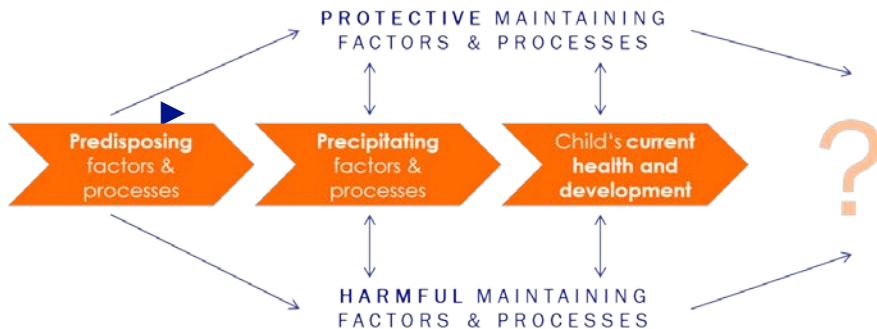 PROTECTIVE MAINTAINING
FACTORS & PROCESSES
Predisposing
factors &
processes
Precipitating
factors &
processes
Child's current
health and
development
?
HARMFUL MAINTAINING
FACTORS & PROCESSES